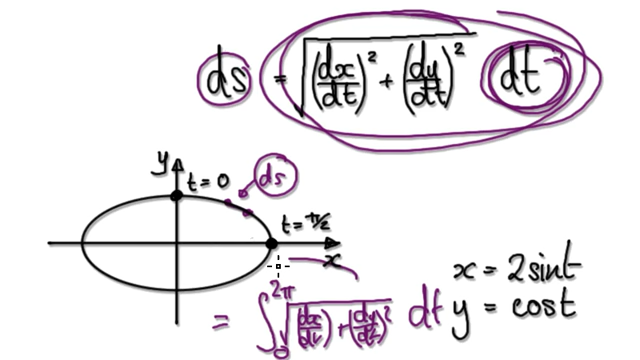 ds = √((dx/dt)² + (dy/dt)²) dt
y
t = 0
ds
t = π/2
x
x = 2sint
y = cost
= ∫₀^2π √((dx/dt) + (dy/dt)²) dt